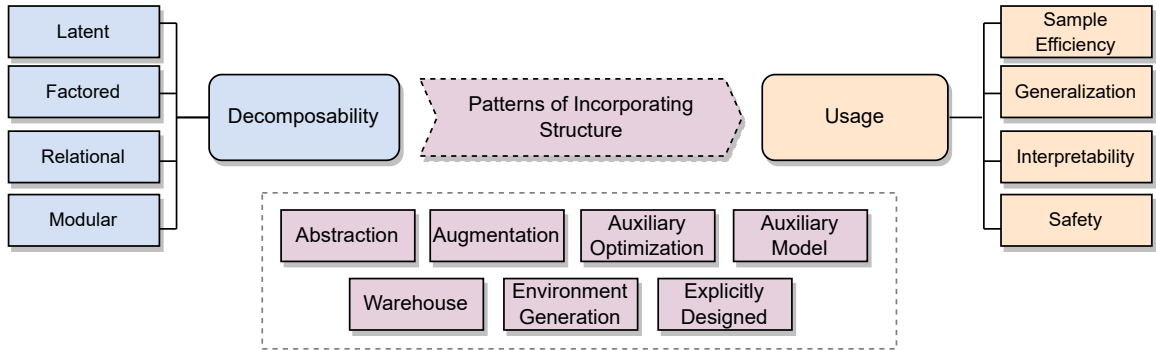 Latent
Factored
Relational
Modular
Decomposability
Patterns of Incorporating
Structure
Usage
Sample
Efficiency
Generalization
Interpretability
Safety
Abstraction
Augmentation
Auxiliary
Optimization
Auxiliary
Model
Warehouse
Environment
Generation
Explicitly
Designed